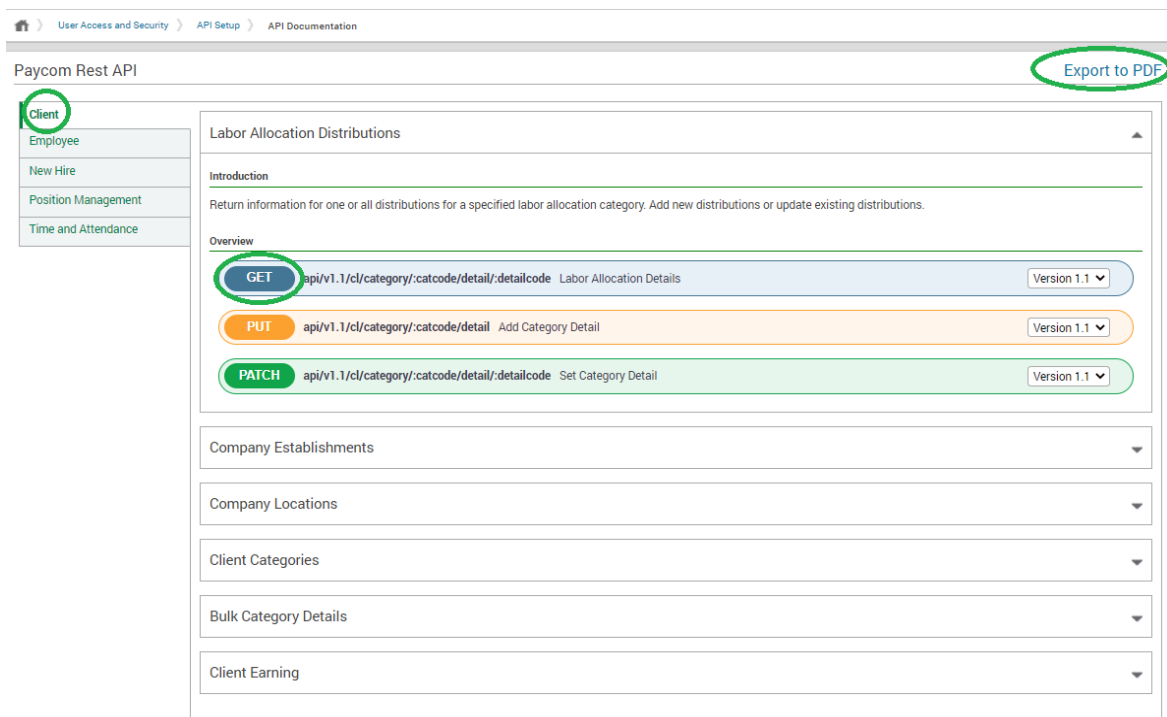 User Access and Security API Setup API Documentation
Paycom Rest API
Export to PDF
Client
Employee
New Hire
Position Management
Time and Attendance
Labor Allocation Distributions
Introduction
Return information for one or all distributions for a specified labor allocation category. Add new distributions or update existing distributions.
Overview
GET api/v1.1/cl/category/:catcode/detail/:detailcode Labor Allocation Details Version 1.1
PUT api/v1.1/cl/category/:catcode/detail Add Category Detail Version 1.1
PATCH api/v1.1/cl/category/:catcode/detail/:detailcode Set Category Detail Version 1.1
Company Establishments
Company Locations
Client Categories
Bulk Category Details
Client Earning